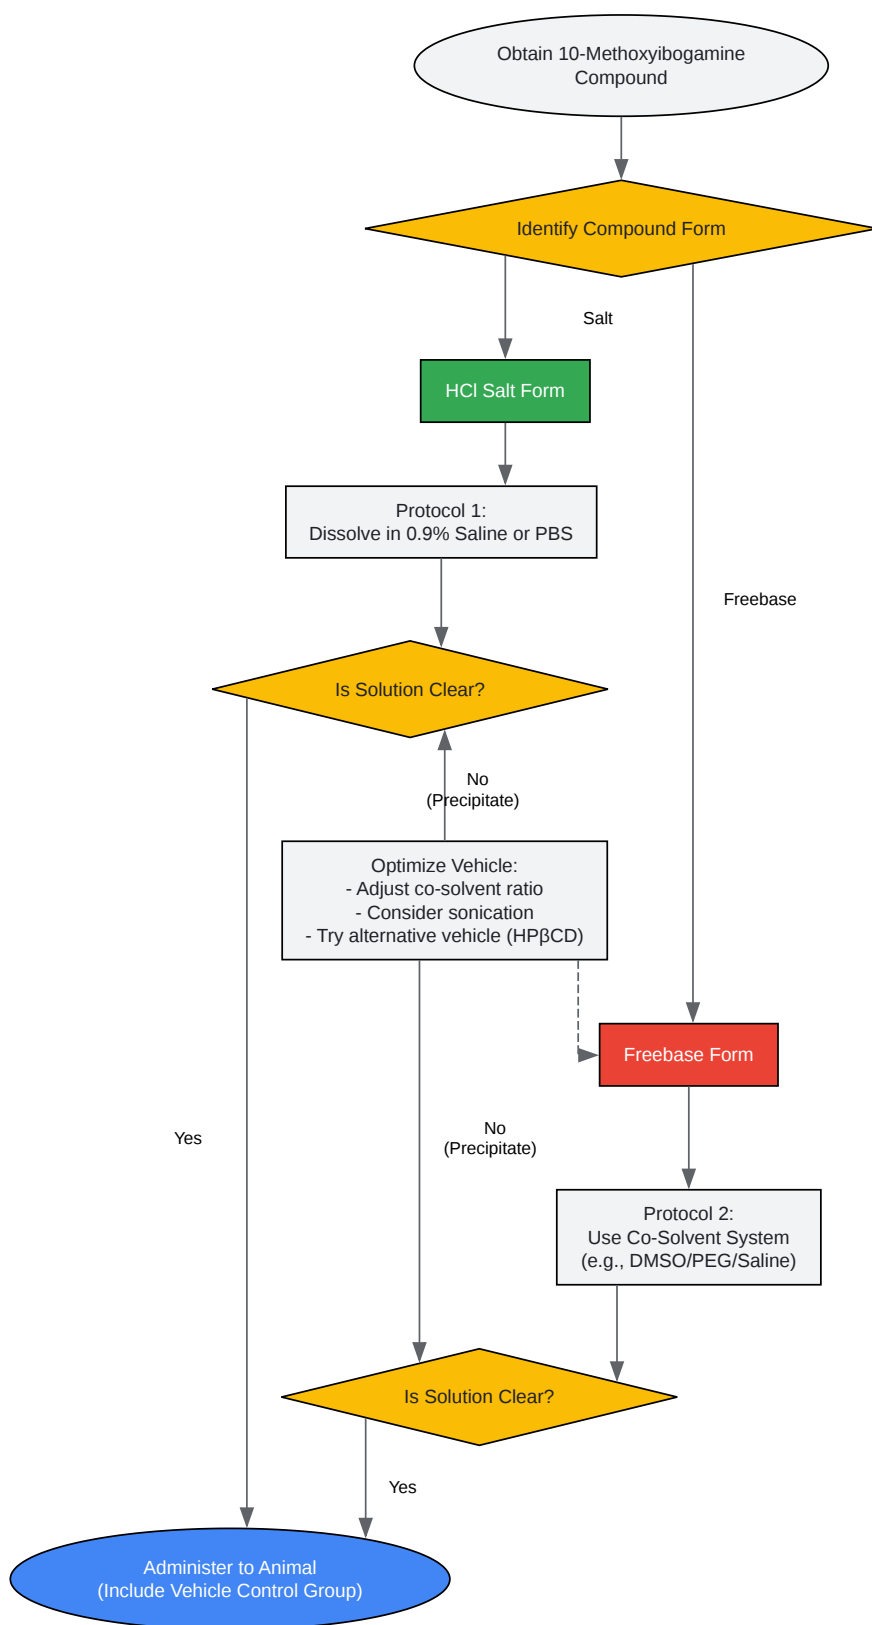 Obtain 10-Methoxyibogamine
Compound
Identify Compound Form
Salt
HCl Salt Form
Protocol 1:
Dissolve in 0.9% Saline or PBS
Freebase
Is Solution Clear?
No
(Precipitate)
Optimize Vehicle:
- Adjust co-solvent ratio
- Consider sonication
- Try alternative vehicle (HPβCD)
Freebase Form
Yes
No
(Precipitate)
Protocol 2:
Use Co-Solvent System
(e.g., DMSO/PEG/Saline)
Is Solution Clear?
Yes
Administer to Animal
(Include Vehicle Control Group)